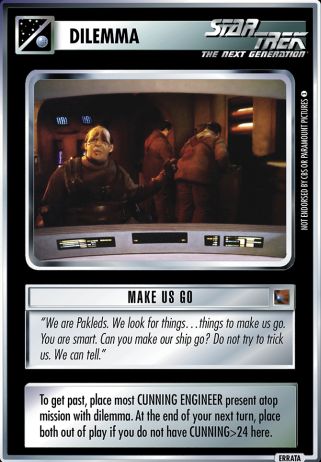 DILEMMA
STAR TREK
THE NEXT GENERATION
NOT ENDORSED BY CBS OR PARAMOUNT PICTURES
MAKE US GO
"We are Pakleds. We look for things...things to make us go.
You are smart. Can you make our ship go? Do not try to trick
us. We can tell."
To get past, place most CUNNING ENGINEER present atop
mission with dilemma. At the end of your next turn, place
both out of play if you do not have CUNNING>24 here.
ERRATA